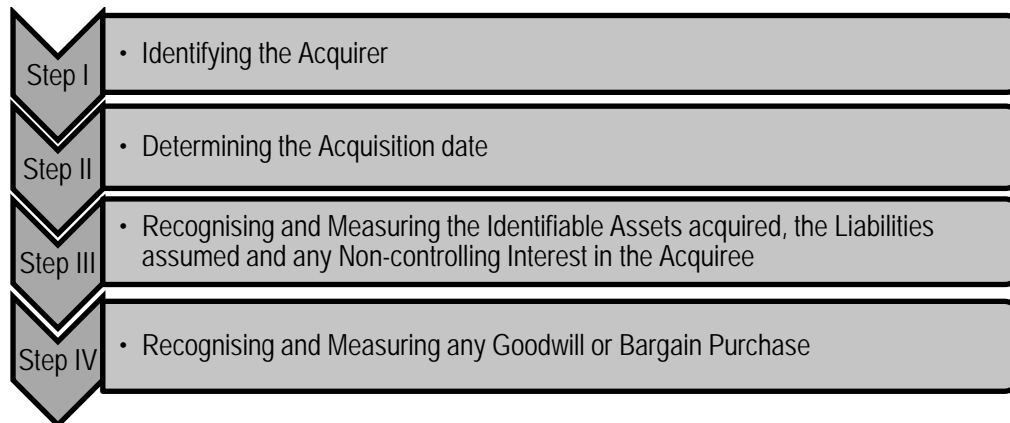 Step I
• Identifying the Acquirer
Step II
• Determining the Acquisition date
Step III
• Recognising and Measuring the Identifiable Assets acquired, the Liabilities
assumed and any Non-controlling Interest in the Acquiree
Step IV
• Recognising and Measuring any Goodwill or Bargain Purchase